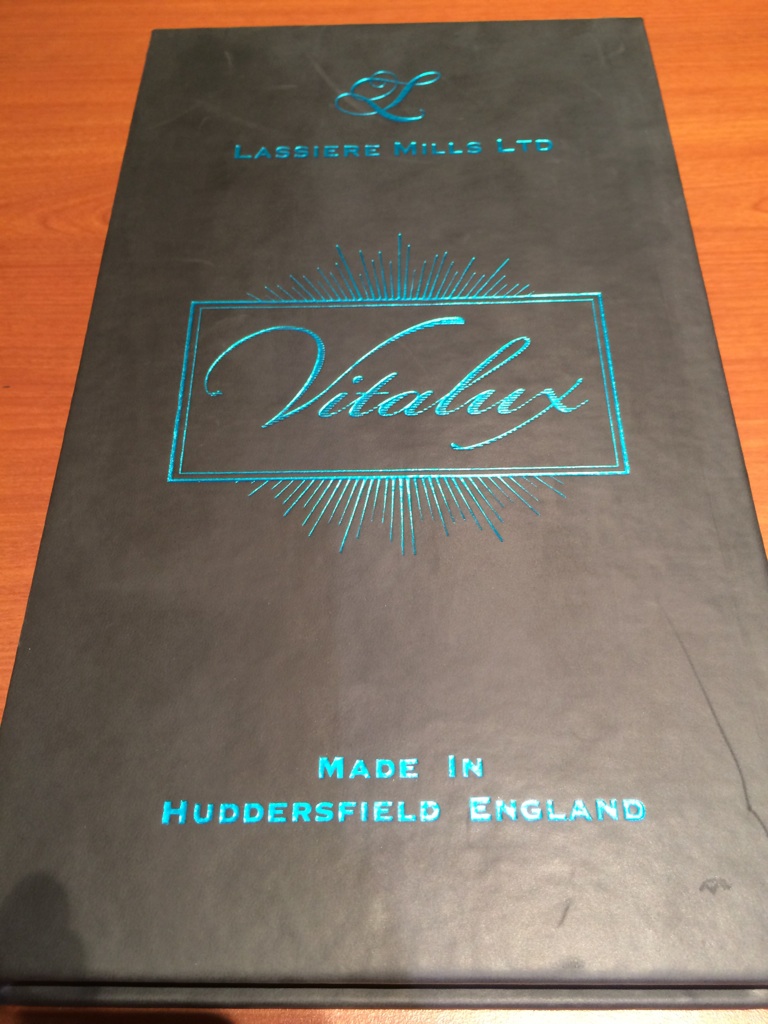 L
LASSIERE MILLS LTD
Vitalux
MADE IN
HUDDERSFIELD ENGLAND